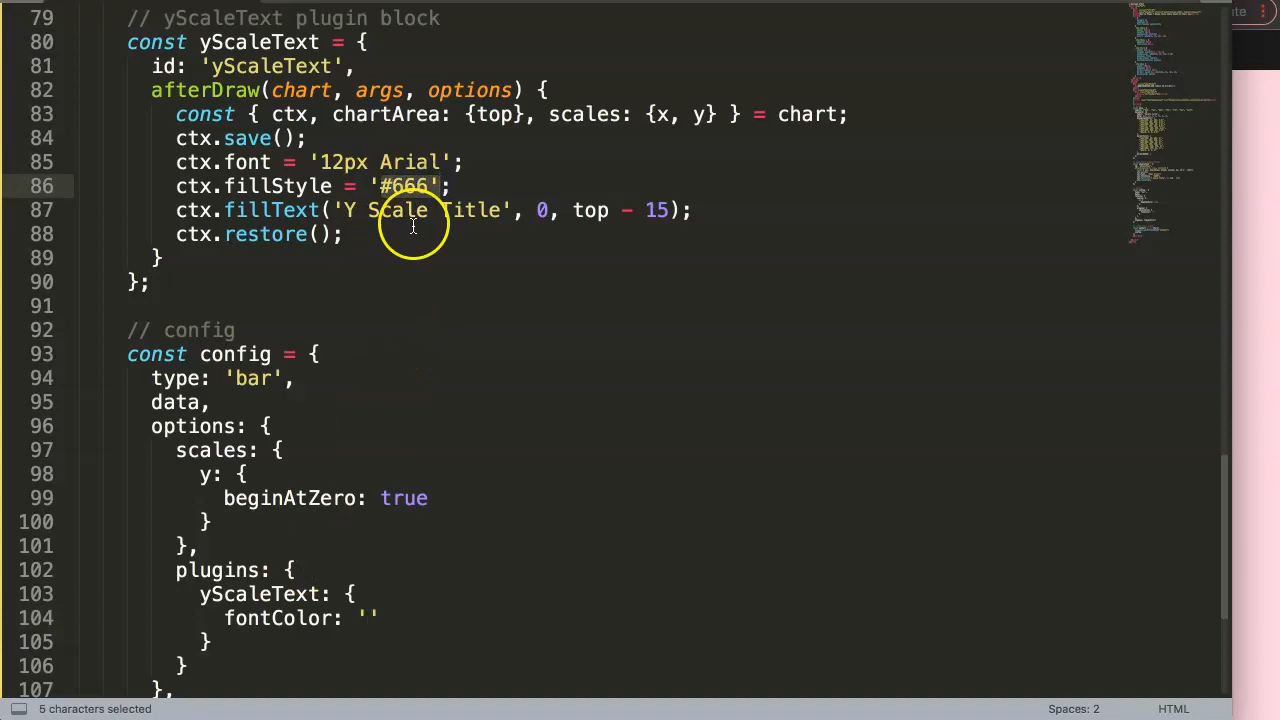 79 // yScaleText plugin block
80 const yScaleText = {
81 id: 'yScaleText',
82 afterDraw(chart, args, options) {
83 const { ctx, chartArea: {top}, scales: {x, y} } = chart;
84 ctx.save();
85 ctx.font = '12px Arial';
86 ctx.fillStyle = '#666';
87 ctx.fillText('Y Scale Title', 0, top - 15);
88 ctx.restore();
89 }
90 };
91
92 // config
93 const config = {
94 type: 'bar',
95 data,
96 options: {
97 scales: {
98 y: {
99 beginAtZero: true
100 }
101 },
102 plugins: {
103 yScaleText: {
104 fontColor: ''
105 }
106 }
107 },
5 characters selected
Spaces: 2
HTML